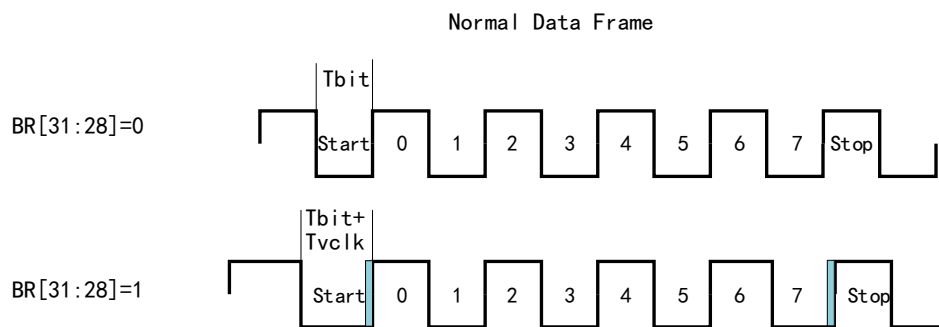 Normal Data Frame
Tbit
BR[31:28]=0
Start 0 1 2 3 4 5 6 7 Stop
Tbit+
Tvclk
BR[31:28]=1
Start 0 1 2 3 4 5 6 7 Stop